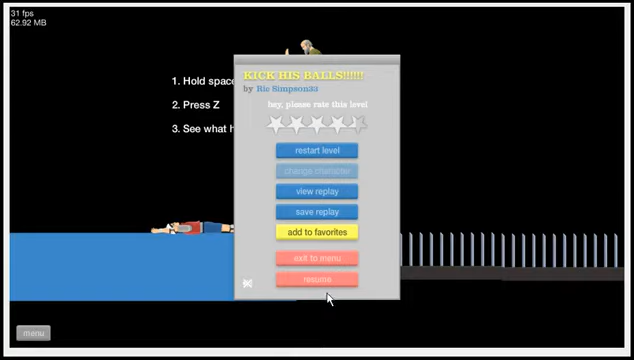 31 fps
62.92 MB
KICK HIS BALLS!!!!!!
by Ric Simpson33
hey, please rate this level
1. Hold space
2. Press Z
3. See what h
restart level
change character
view replay
save replay
add to favorites
exit to menu
resume
menu